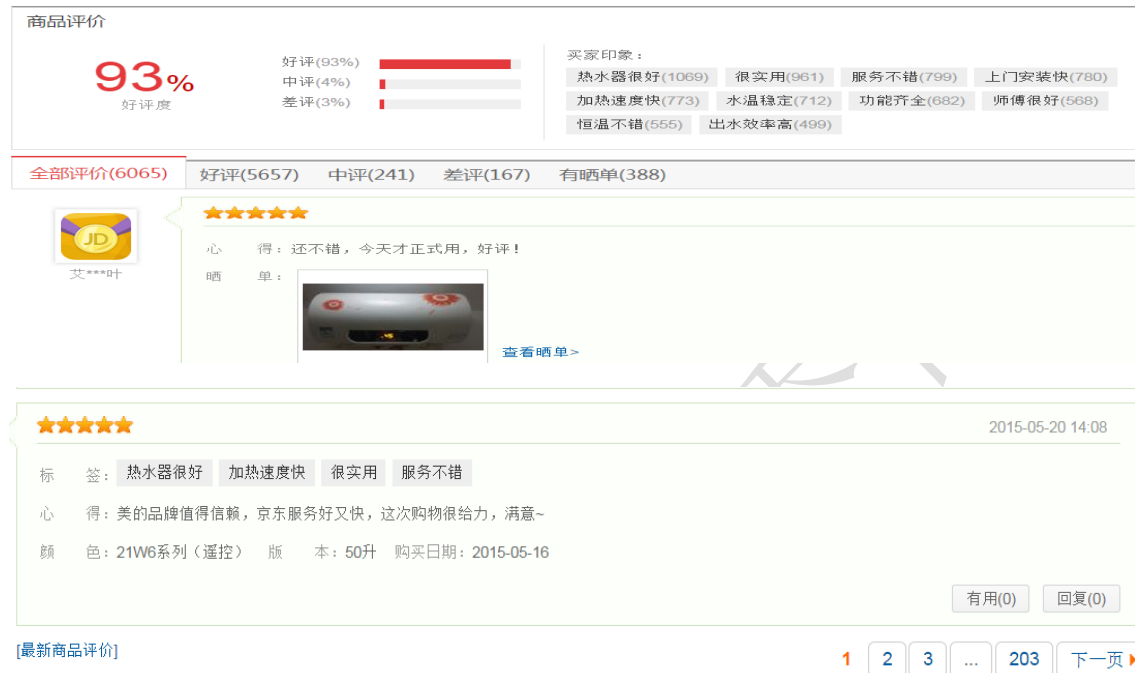 商品评价
93%
好评度
好评(93%)
中评(4%)
差评(3%)
买家印象：
热水器很好(1069) 很实用(961) 服务不错(799) 上门安装快(780)
加热速度快(773) 水温稳定(712) 功能齐全(682) 师傅很好(568)
恒温不错(555) 出水效率高(499)
全部评价(6065) 好评(5657) 中评(241) 差评(167) 有晒单(388)
JD
艾***叶
心 得：还不错，今天才正式用，好评！
晒 单：
查看晒单>
2015-05-20 14:08
标 签： 热水器很好 加热速度快 很实用 服务不错
心 得：美的品牌值得信赖，京东服务好又快，这次购物很给力，满意~
颜 色：21W6系列（遥控） 版 本：50升 购买日期：2015-05-16
有用(0) 回复(0)
[最新商品评价]
1 2 3 ... 203 下一页